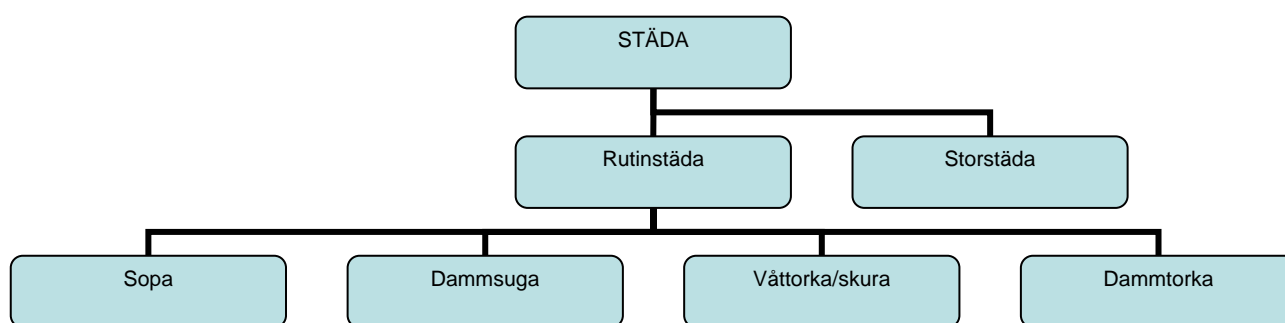 STÄDA
Rutinstäda
Storstäda
Sopa
Dammsuga
Våttorka/skura
Dammtorka